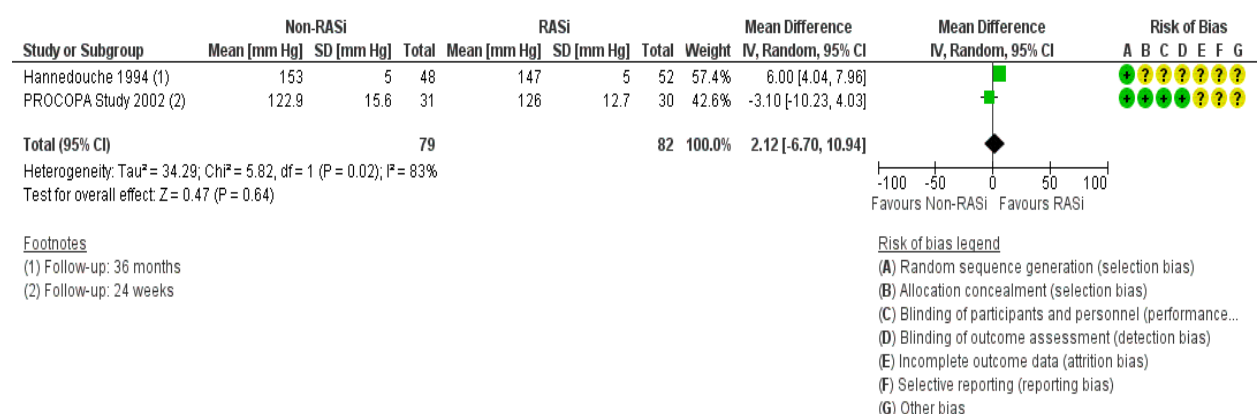 Non-RASi RASi Mean Difference Mean Difference Risk of Bias
Study or Subgroup Mean [mm Hg] SD [mm Hg] Total Mean [mm Hg] SD [mm Hg] Total Weight IV, Random, 95% CI IV, Random, 95% CI A B C D E F G
Hannedouche 1994 (1) 153 5 48 147 5 52 57.4% 6.00 [4.04, 7.96] + ? ? ? ? ? ?
PROCOPA Study 2002 (2) 122.9 15.6 31 126 12.7 30 42.6% -3.10 [-10.23, 4.03] + + + + ? ? ?
Total (95% CI) 79 82 100.0% 2.12 [-6.70, 10.94]
Heterogeneity: Tau² = 34.29; Chi² = 5.82, df = 1 (P = 0.02); I² = 83%
Test for overall effect: Z = 0.47 (P = 0.64)
-100 -50 0 50 100
Favours Non-RASi Favours RASi
Footnotes
(1) Follow-up: 36 months
(2) Follow-up: 24 weeks
Risk of bias legend
(A) Random sequence generation (selection bias)
(B) Allocation concealment (selection bias)
(C) Blinding of participants and personnel (performance...
(D) Blinding of outcome assessment (detection bias)
(E) Incomplete outcome data (attrition bias)
(F) Selective reporting (reporting bias)
(G) Other bias